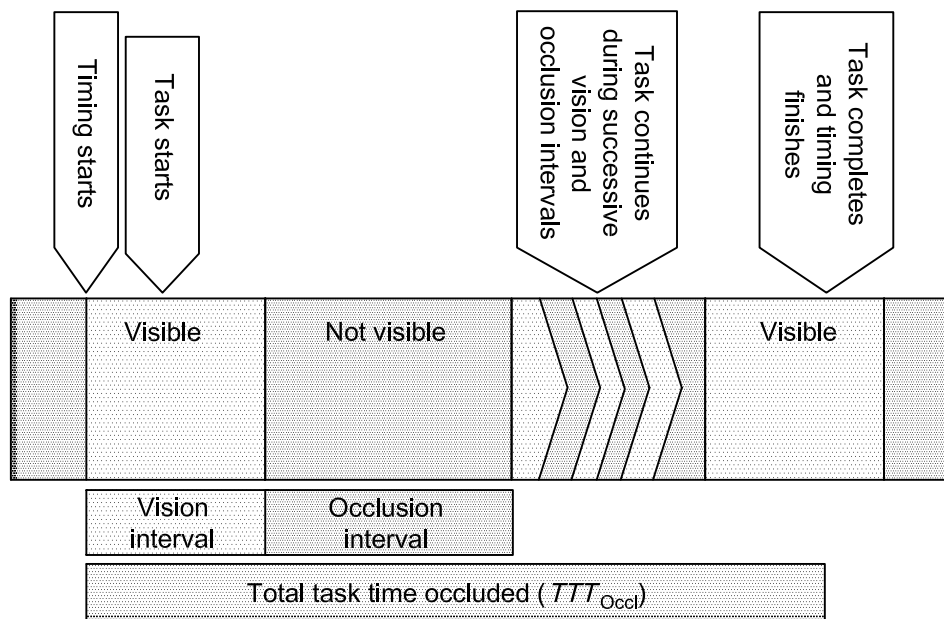 Timing starts
Task starts
Task continues
during successive
vision and
occlusion intervals
Task completes
and timing
finishes
Visible
Not visible
Visible
Vision
interval
Occlusion
interval
Total task time occluded (TTTOccl)